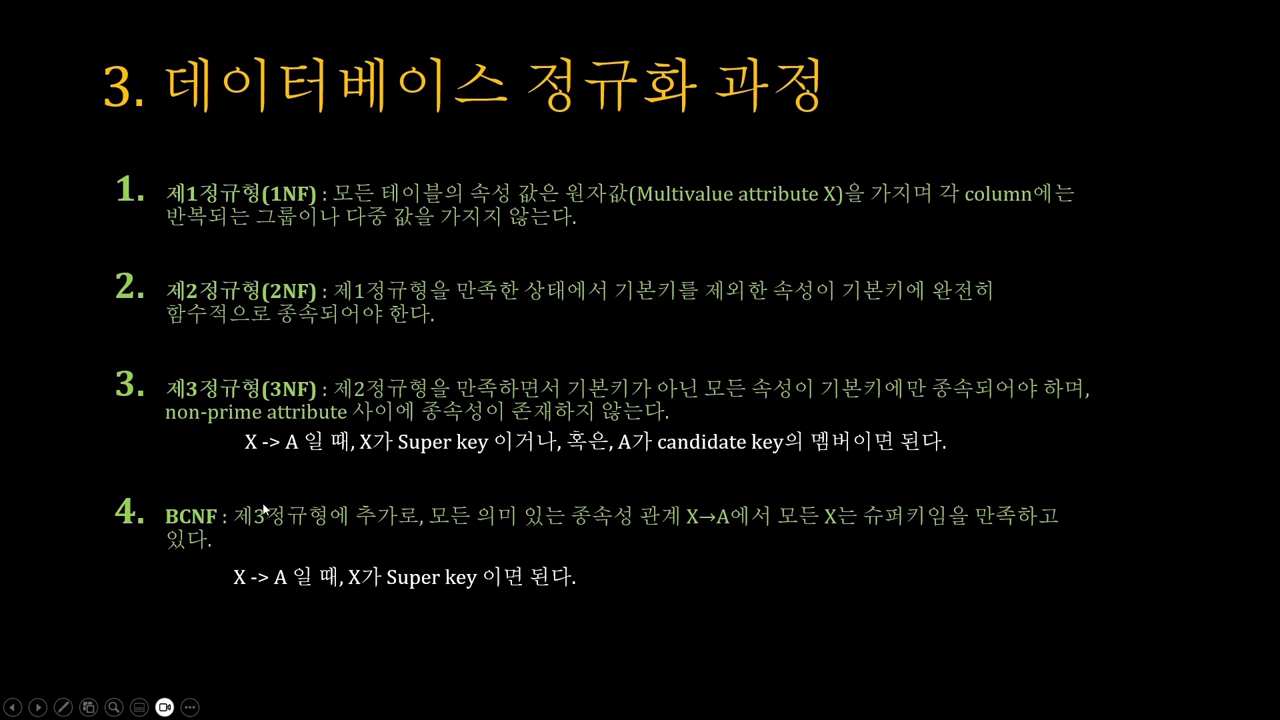 3. 데이터베이스 정규화 과정
1. 제1정규형(1NF) : 모든 테이블의 속성 값은 원자값(Multivalue attribute X)을 가지며 각 column에는
반복되는 그룹이나 다중 값을 가지지 않는다.
2. 제2정규형(2NF) : 제1정규형을 만족한 상태에서 기본키를 제외한 속성이 기본키에 완전히
함수적으로 종속되어야 한다.
3. 제3정규형(3NF) : 제2정규형을 만족하면서 기본키가 아닌 모든 속성이 기본키에만 종속되어야 하며,
non-prime attribute 사이에 종속성이 존재하지 않는다.
X -> A 일 때, X가 Super key 이거나, 혹은, A가 candidate key의 멤버이면 된다.
4. BCNF : 제3정규형에 추가로, 모든 의미 있는 종속성 관계 X→A에서 모든 X는 슈퍼키임을 만족하고
있다.
X -> A 일 때, X가 Super key 이면 된다.